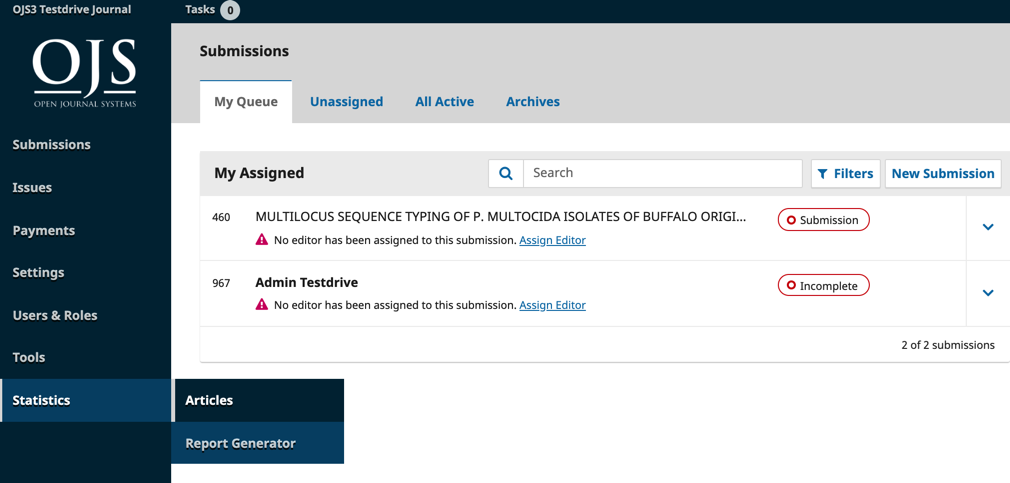 OJS3 Testdrive Journal
Tasks 0
OJS
OPEN JOURNAL SYSTEMS
Submissions
Issues
Payments
Settings
Users & Roles
Tools
Statistics
Articles
Report Generator
Submissions
My Queue
Unassigned
All Active
Archives
My Assigned
Search
Filters
New Submission
460
MULTILOCUS SEQUENCE TYPING OF P. MULTOCIDA ISOLATES OF BUFFALO ORIGI...
Submission
No editor has been assigned to this submission. Assign Editor
967
Admin Testdrive
Incomplete
No editor has been assigned to this submission. Assign Editor
2 of 2 submissions